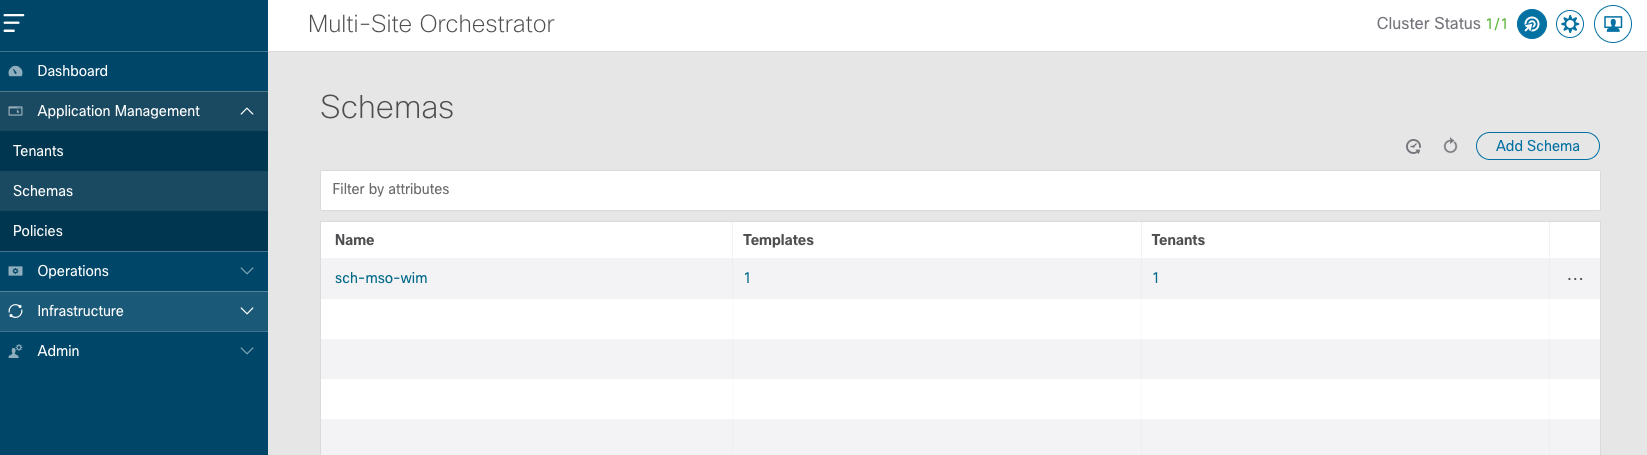 Multi-Site Orchestrator
Cluster Status 1/1
Dashboard
Application Management
Tenants
Schemas
Policies
Operations
Infrastructure
Admin
Schemas
Add Schema
Filter by attributes
Name Templates Tenants
sch-mso-wim 1 1